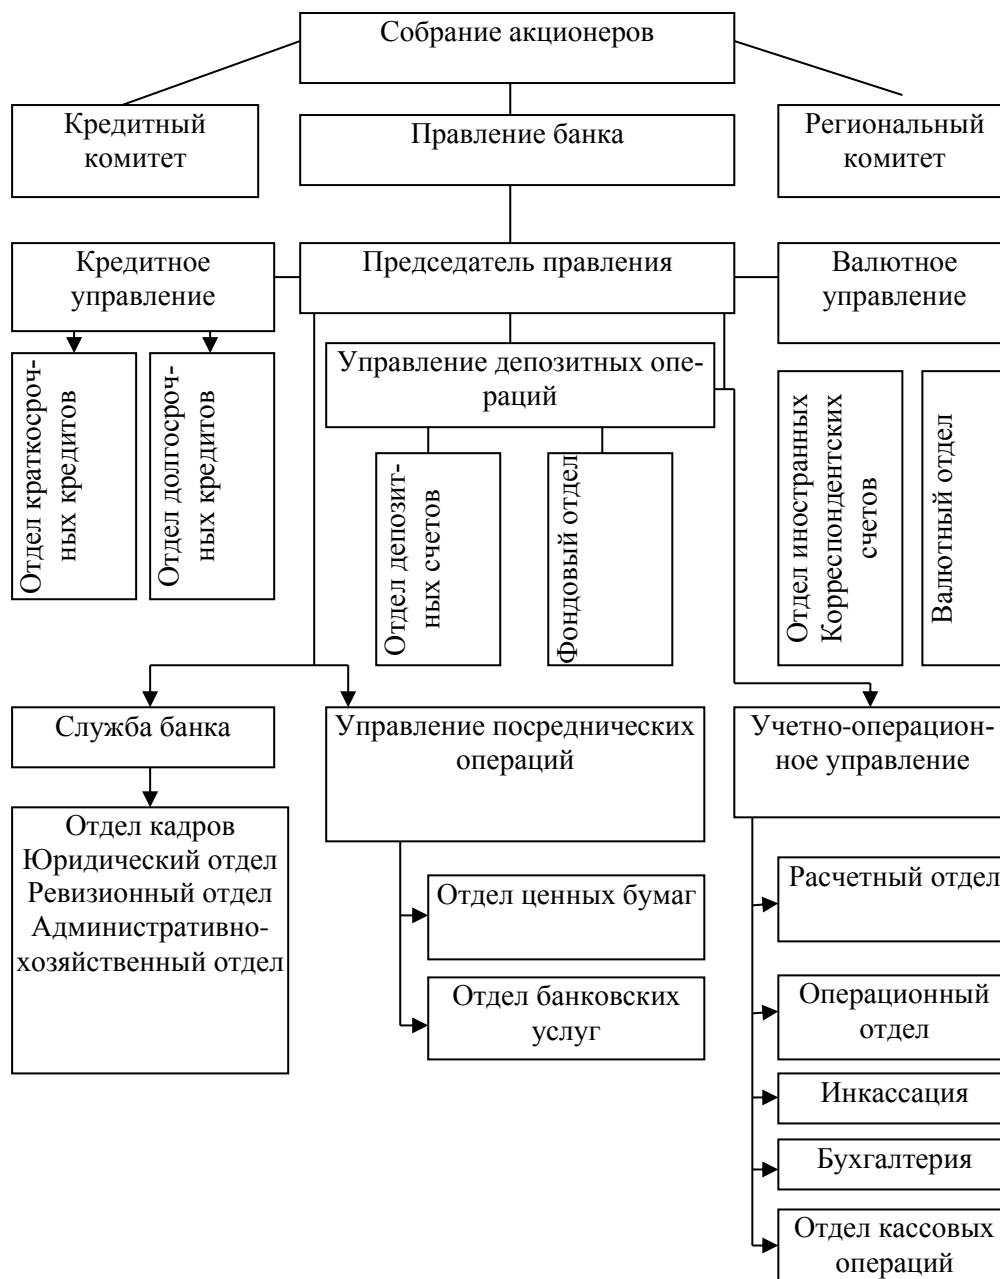 Собрание акционеров
Кредитный
комитет
Правление банка
Региональный
комитет
Кредитное
управление
Председатель правления
Валютное
управление
Отдел краткосроч-
ных кредитов
Отдел долгосроч-
ных кредитов
Управление депозитных опе-
раций
Отдел депозит-
ных счетов
Фондовый отдел
Отдел иностранных
Корреспондентских
счетов
Валютный отдел
Служба банка
Управление посреднических
операций
Учетно-операцион-
ное управление
Отдел кадров
Юридический отдел
Ревизионный отдел
Административно-
хозяйственный отдел
Отдел ценных бумаг
Отдел банковских
услуг
Расчетный отдел
Операционный
отдел
Инкассация
Бухгалтерия
Отдел кассовых
операций